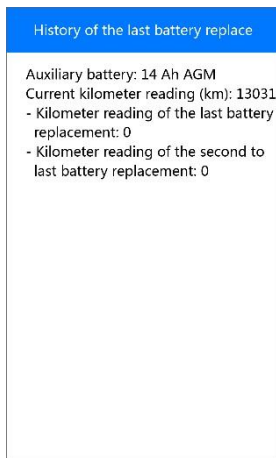 History of the last battery replace
Auxiliary battery: 14 Ah AGM
Current kilometer reading (km): 13031
- Kilometer reading of the last battery
replacement: 0
- Kilometer reading of the second to
last battery replacement: 0